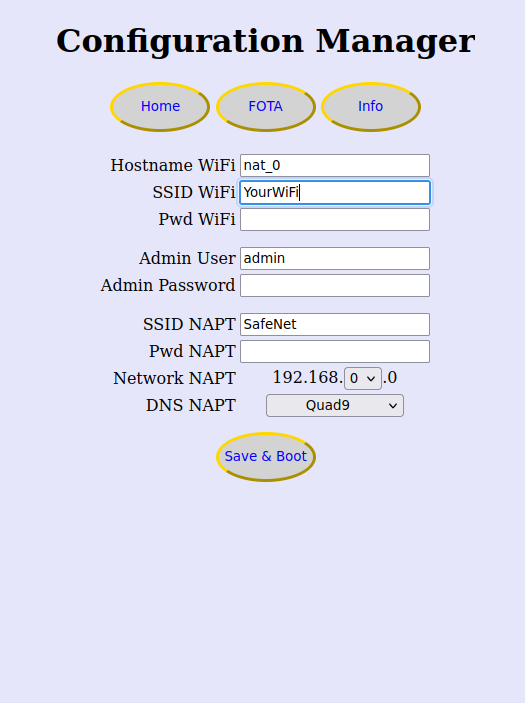 Configuration Manager
Home FOTA Info
Hostname WiFi nat_0
SSID WiFi YourWiFi
Pwd WiFi
Admin User admin
Admin Password
SSID NAPT SafeNet
Pwd NAPT
Network NAPT 192.168. 0 .0
DNS NAPT Quad9
Save & Boot